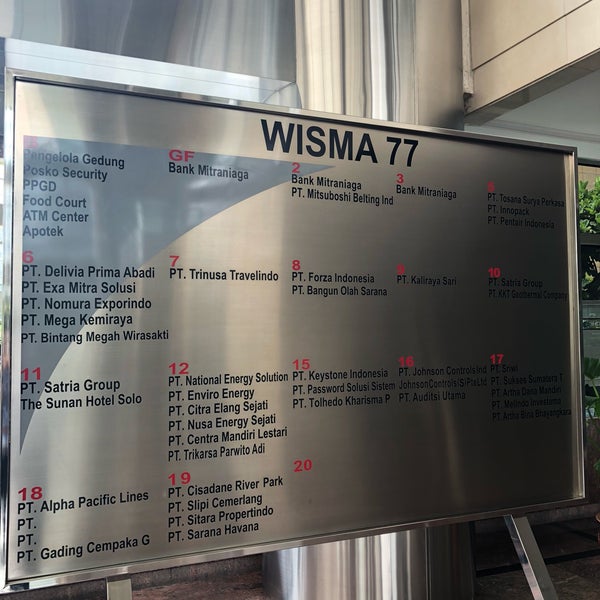 WISMA 77
Pengelola Gedung
Posko Security
PPGD
Food Court
ATM Center
Apotek
GF
Bank Mitraniaga
2
Bank Mitraniaga
PT. Mitsuboshi Belting Ind
3
Bank Mitraniaga
PT. Tosana Surya Perkasa
PT. Innopack
PT. Pentair Indonesia
6
PT. Delivia Prima Abadi
PT. Exa Mitra Solusi
PT. Nomura Exporindo
PT. Mega Kemiraya
PT. Bintang Megah Wirasakti
7
PT. Trinusa Travelindo
8
PT. Forza Indonesia
PT. Bangun Olah Sarana
9
PT. Kaliraya Sari
10
PT. Satria Group
PT. KKT Geothermal Company
11
PT. Satria Group
The Sunan Hotel Solo
12
PT. National Energy Solution
PT. Enviro Energy
PT. Citra Elang Sejati
PT. Nusa Energy Sejati
PT. Centra Mandiri Lestari
PT. Trikarsa Parwito Adi
15
PT. Keystone Indonesia
PT. Password Solusi Sistem
PT. Tolhedo Kharisma P
16
PT. Johnson Controls Ind
Johnson Controls (S) Pte Ltd
PT. Auditsi Utama
17
PT. Sriwi
PT. Sukses Sumatera T
PT. Artha Dana Mandiri
PT. Melindo Investama
PT. Artha Bina Bhayangkara
18
PT. Alpha Pacific Lines
PT.
PT.
PT. Gading Cempaka G
19
PT. Cisadane River Park
PT. Slipi Cemerlang
PT. Sitara Propertindo
PT. Sarana Havana
20